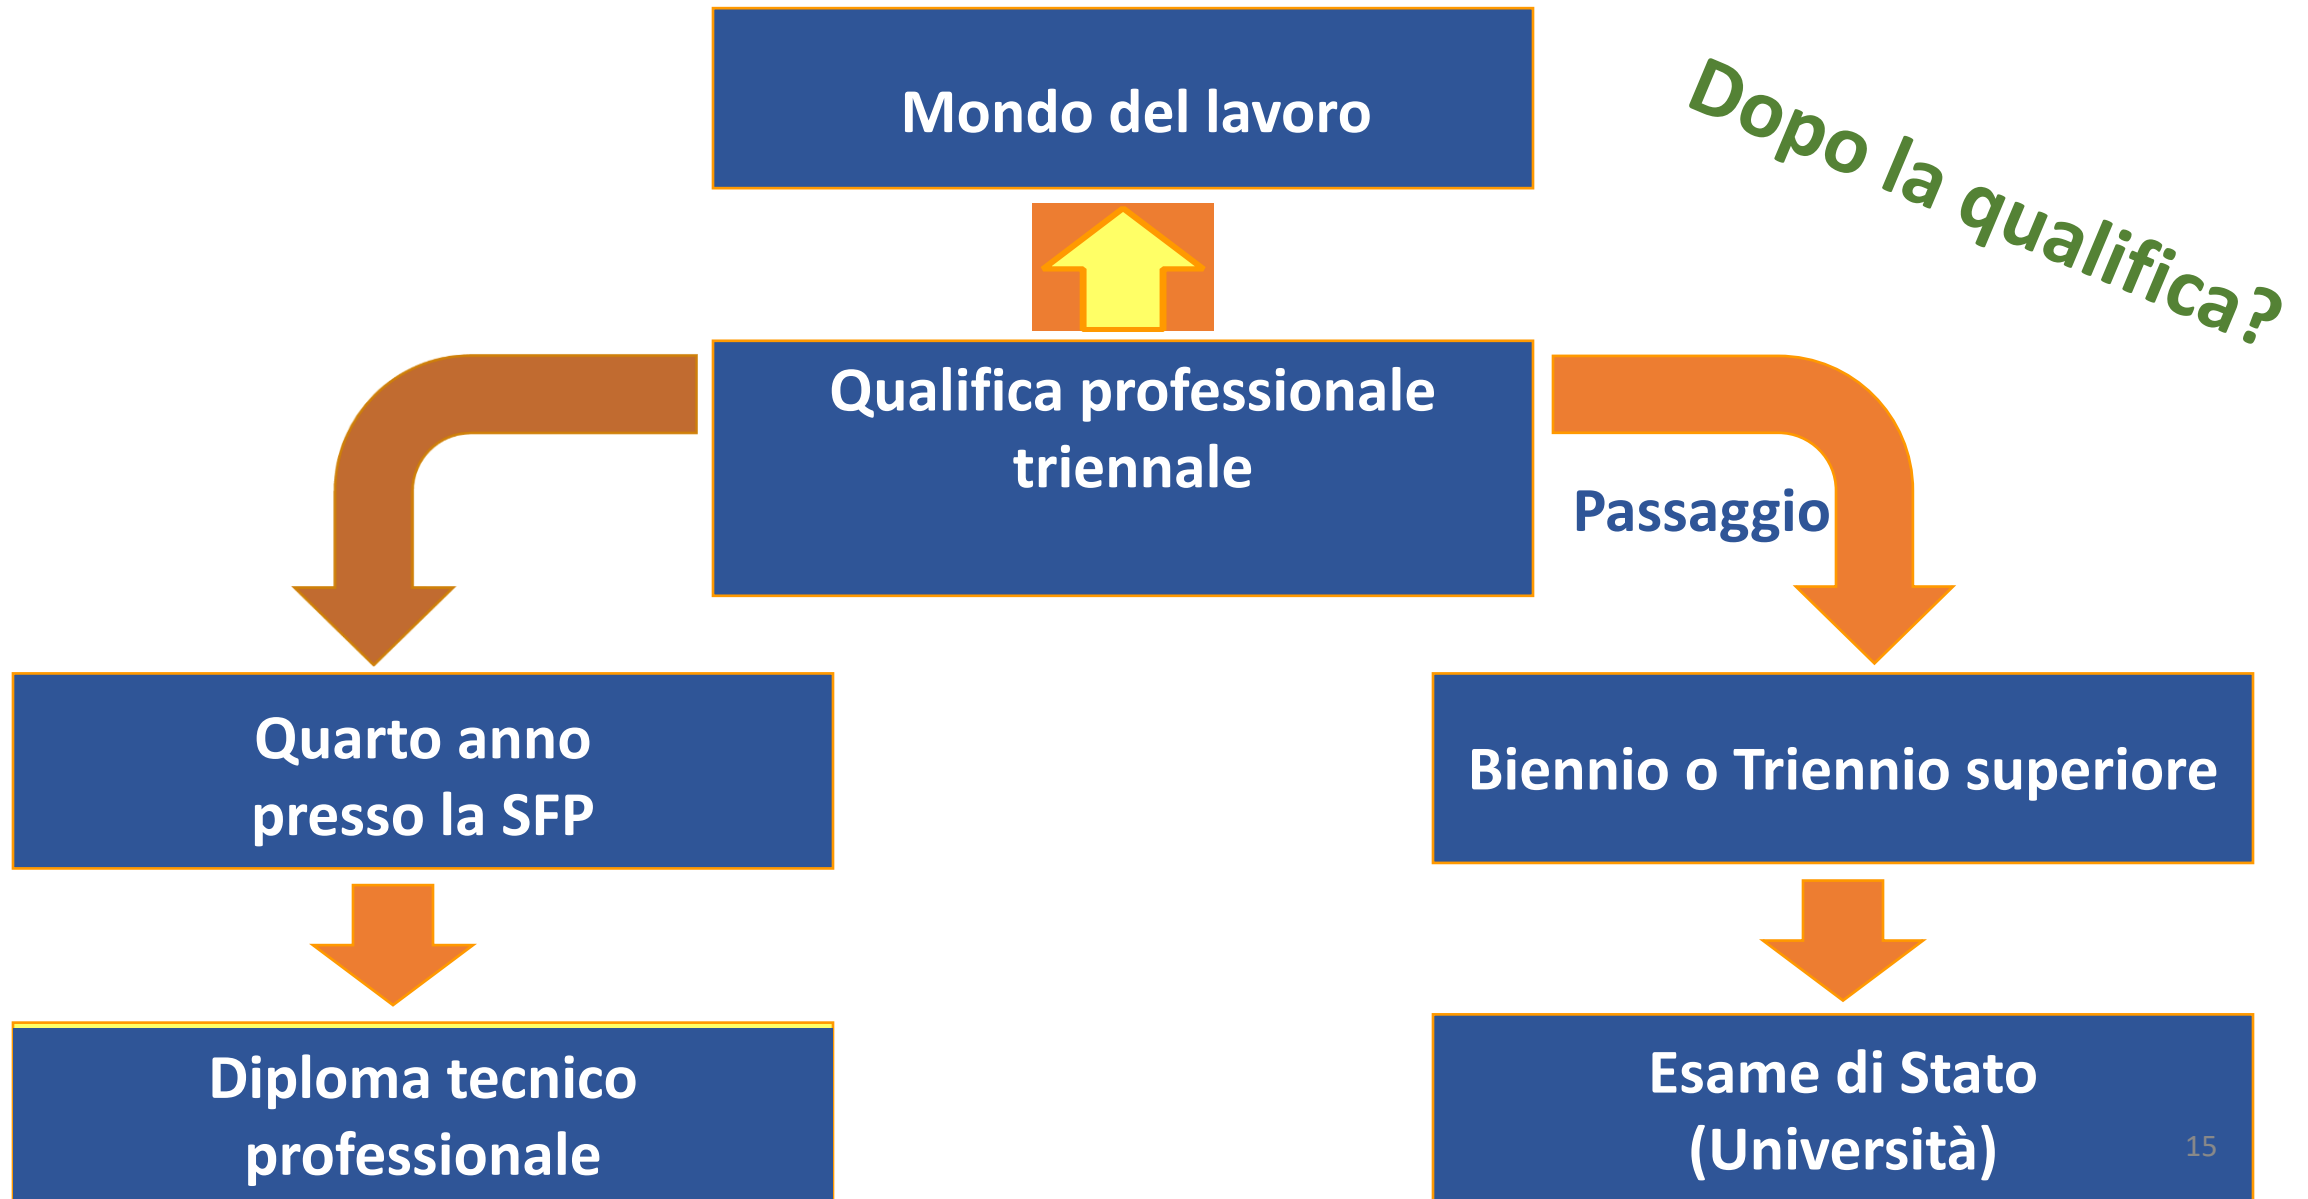 Mondo del lavoro
Dopo la qualifica?
Qualifica professionale
triennale
Passaggio
Quarto anno
presso la SFP
Biennio o Triennio superiore
Diploma tecnico
professionale
Esame di Stato
(Università)
15